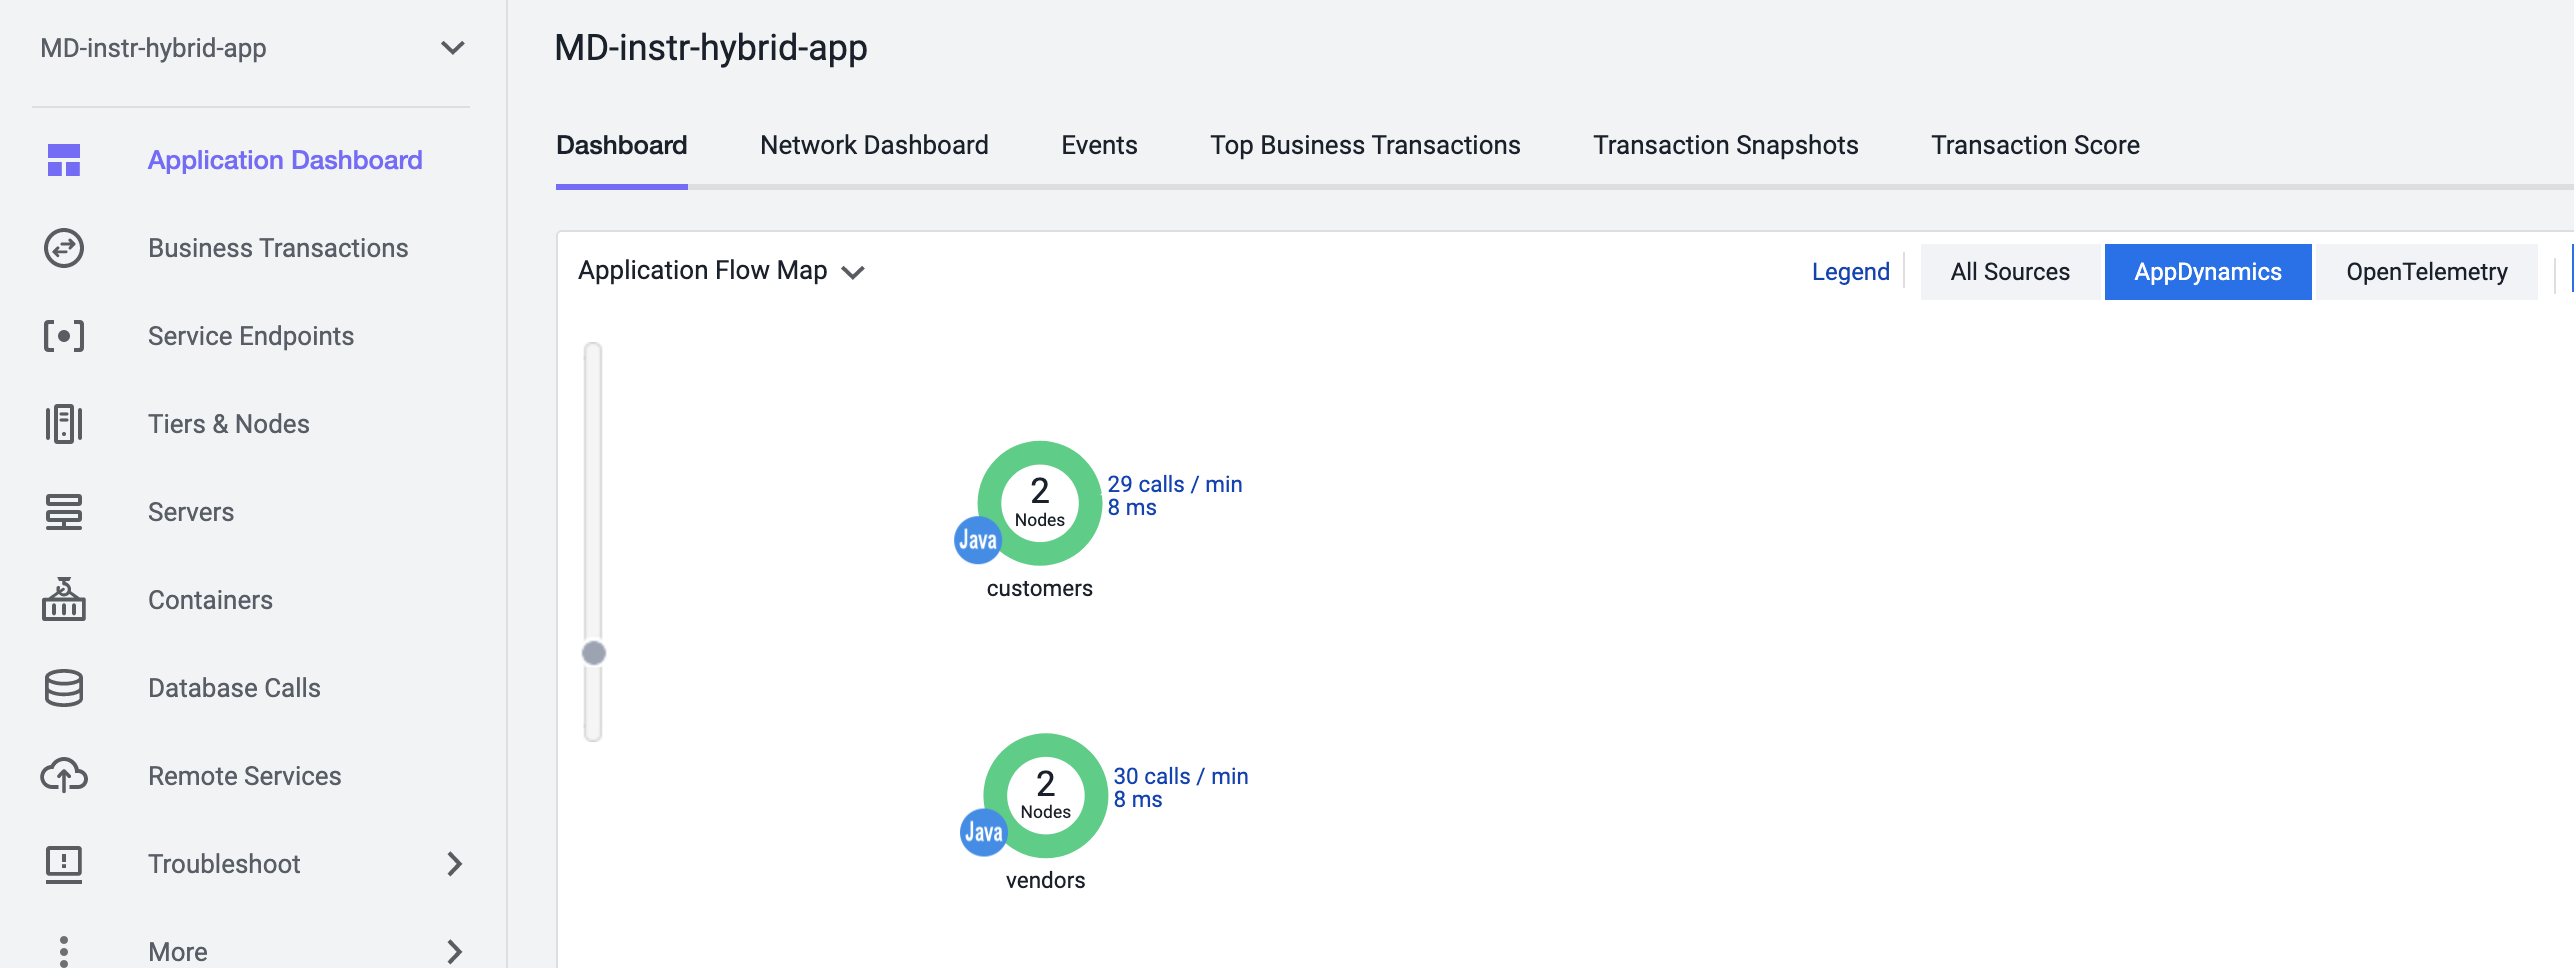 MD-instr-hybrid-app
Application Dashboard
Business Transactions
Service Endpoints
Tiers & Nodes
Servers
Containers
Database Calls
Remote Services
Troubleshoot
More
MD-instr-hybrid-app
Dashboard Network Dashboard Events Top Business Transactions Transaction Snapshots Transaction Score
Application Flow Map Legend All Sources AppDynamics OpenTelemetry
2
Nodes
Java
29 calls / min
8 ms
customers
2
Nodes
Java
30 calls / min
8 ms
vendors